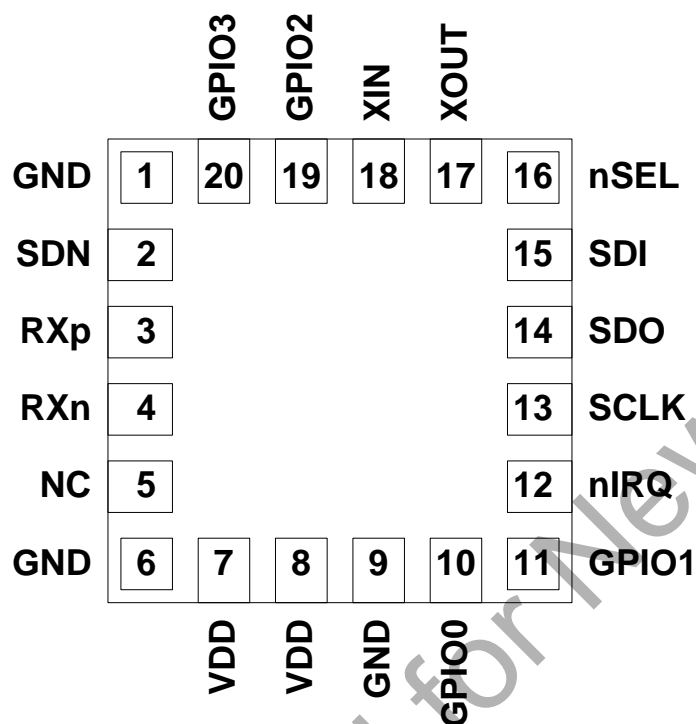 GPIO3 GPIO2 XIN XOUT
GND 1 20 19 18 17 16 nSEL
SDN 2 15 SDI
RXp 3 14 SDO
RXn 4 13 SCLK
NC 5 12 nIRQ
GND 6 7 8 9 10 11 GPIO1
VDD VDD GND GPIO0
for New